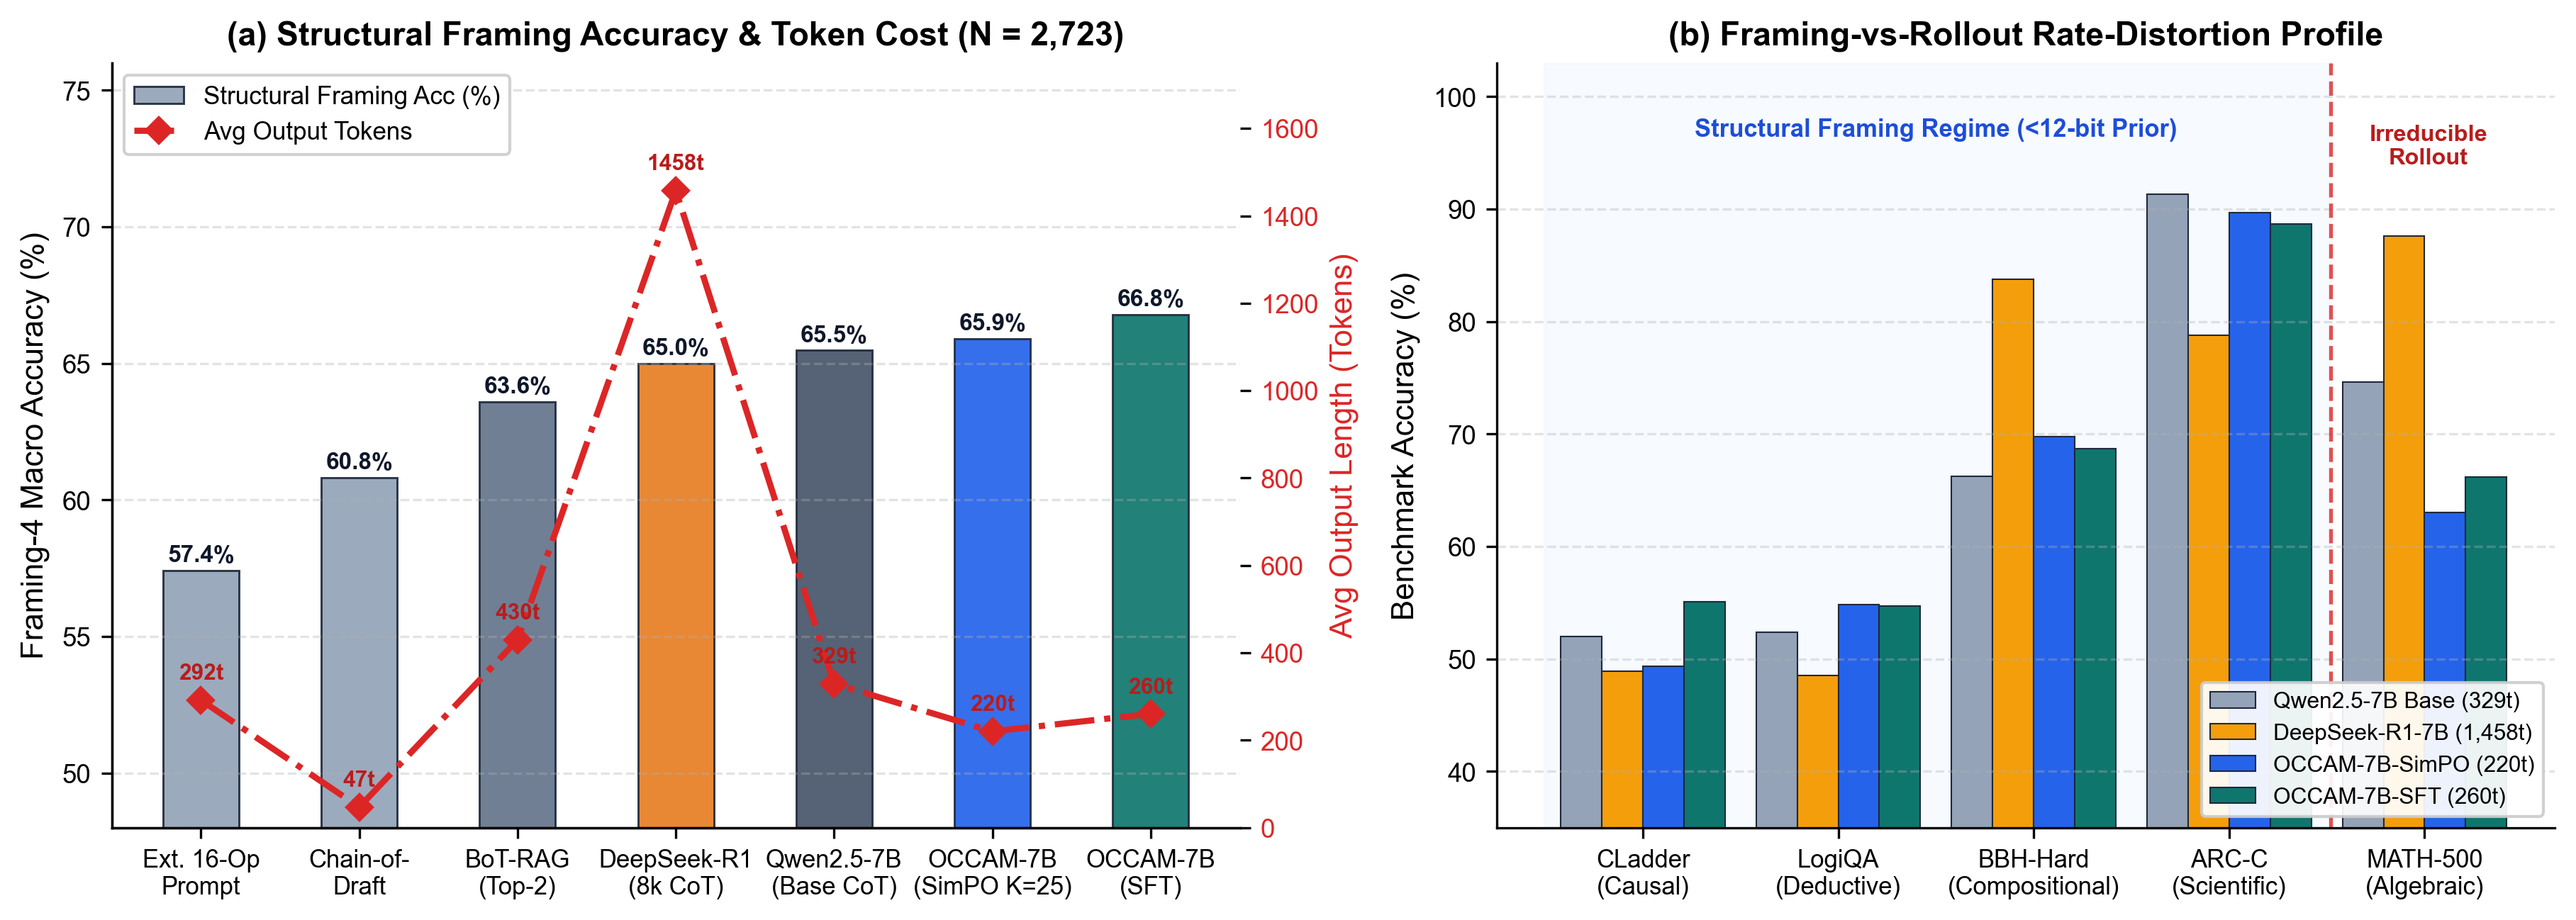 (a) Structural Framing Accuracy & Token Cost (N = 2,723)
Structural Framing Acc (%)
Avg Output Tokens
Framing-4 Macro Accuracy (%)
75
70
65
60
55
50
57.4%
60.8%
63.6%
65.0%
65.5%
65.9%
66.8%
292t
47t
430t
1458t
329t
220t
260t
1600
1400
1200
1000
800
600
400
200
0
Avg Output Length (Tokens)
Ext. 16-Op
Prompt
Chain-of-
Draft
BoT-RAG
(Top-2)
DeepSeek-R1
(8k CoT)
Qwen2.5-7B
(Base CoT)
OCCAM-7B
(SimPO K=25)
OCCAM-7B
(SFT)
(b) Framing-vs-Rollout Rate-Distortion Profile
Structural Framing Regime (<12-bit Prior)
Irreducible
Rollout
Benchmark Accuracy (%)
100
90
80
70
60
50
40
Qwen2.5-7B Base (329t)
DeepSeek-R1-7B (1,458t)
OCCAM-7B-SimPO (220t)
OCCAM-7B-SFT (260t)
CLadder
(Causal)
LogiQA
(Deductive)
BBH-Hard
(Compositional)
ARC-C
(Scientific)
MATH-500
(Algebraic)